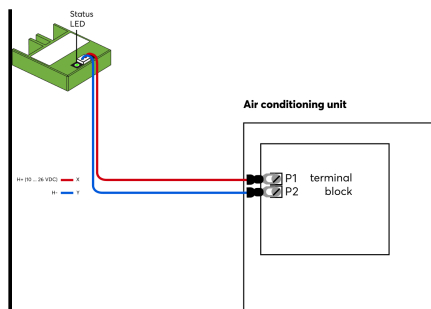 Status
LED
Air conditioning unit
H+ (10 ... 26 VDC) X
H- Y
P1 terminal
P2 block